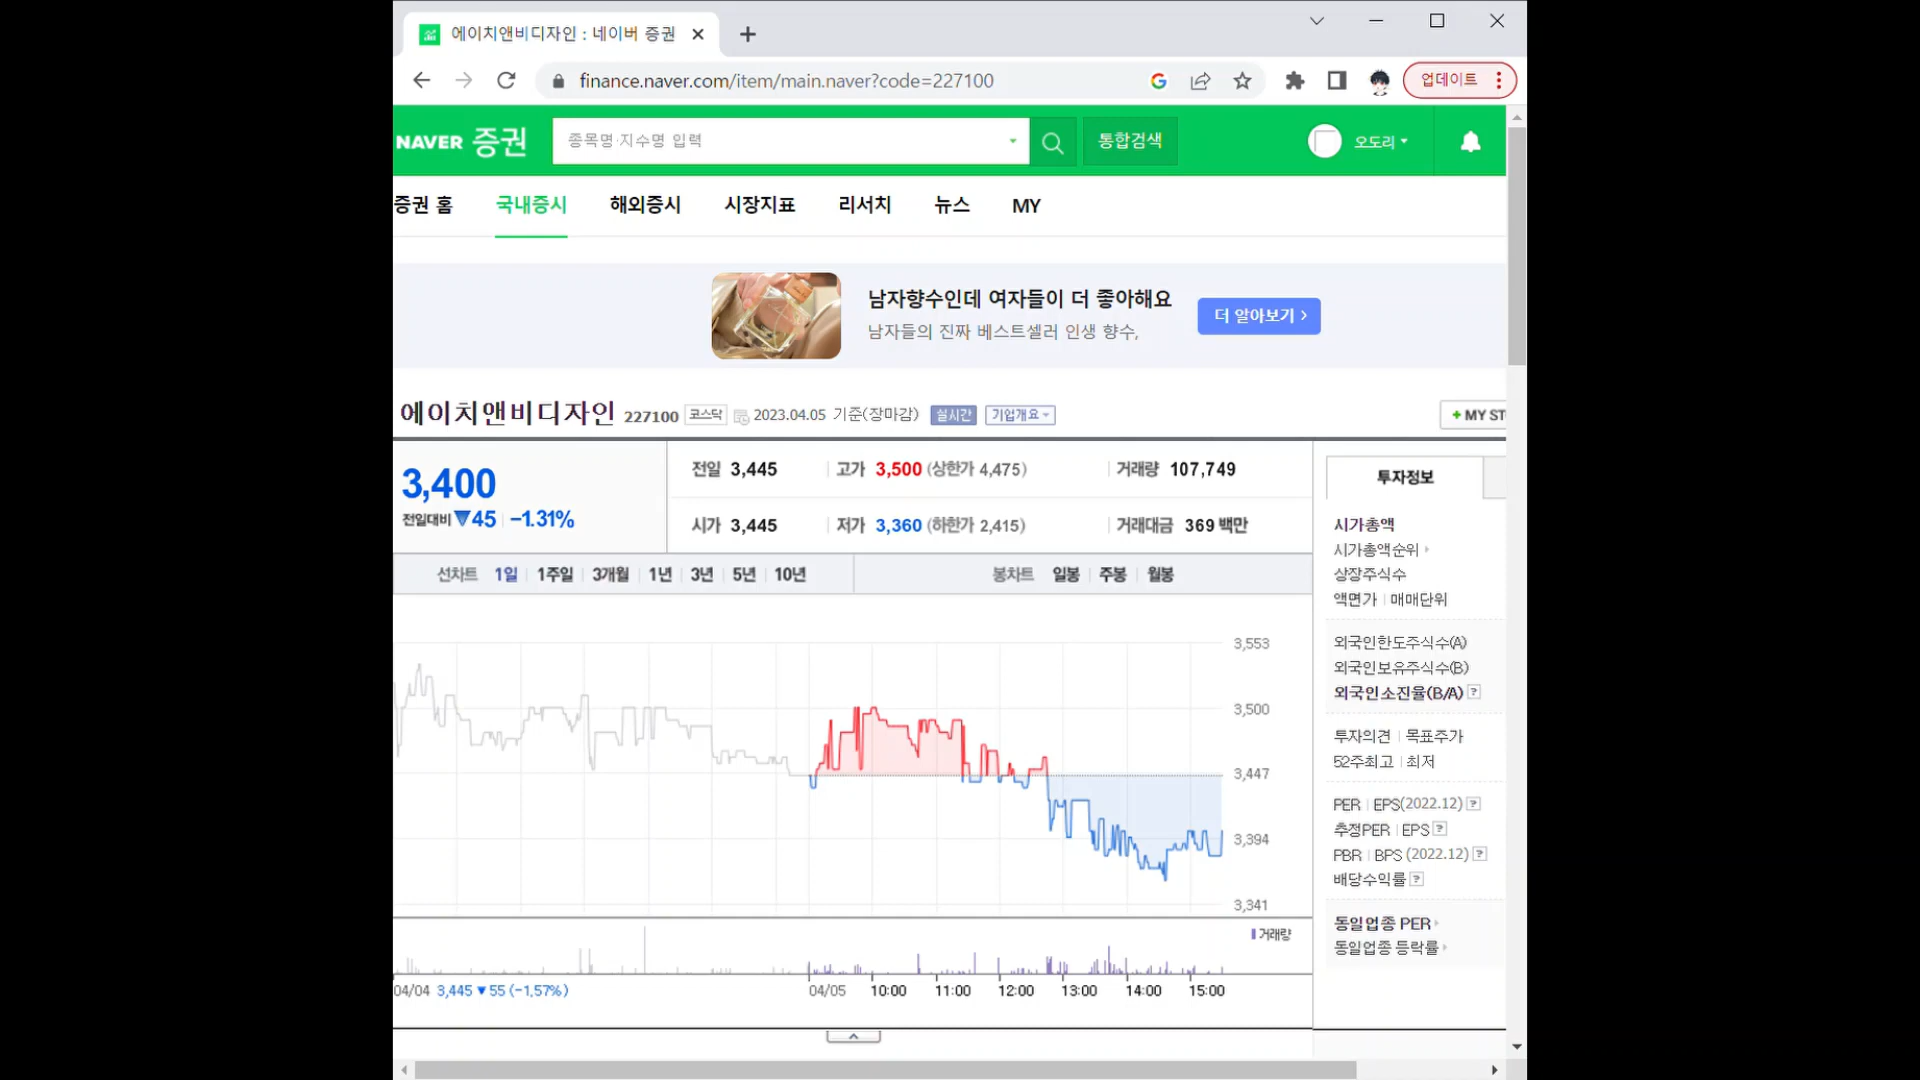 에이치앤비디자인 : 네이버 증권
finance.naver.com/item/main.naver?code=227100
업데이트
NAVER 증권
종목명·지수명 입력
통합검색
오도리
증권 홈 국내증시 해외증시 시장지표 리서치 뉴스 MY
남자향수인데 여자들이 더 좋아해요
남자들의 진짜 베스트셀러 인생 향수,
더 알아보기 >
에이치앤비디자인 227100 코스닥 2023.04.05 기준(장마감) 실시간 기업개요
+ MY ST
3,400
전일대비 ▼45 -1.31%
전일 3,445 고가 3,500 (상한가 4,475) 거래량 107,749
시가 3,445 저가 3,360 (하한가 2,415) 거래대금 369 백만
선차트 1일 1주일 3개월 1년 3년 5년 10년
봉차트 일봉 주봉 월봉
3,553
3,500
3,447
3,394
3,341
거래량
04/04 3,445 ▼ 55 (-1,57%)
04/05 10:00 11:00 12:00 13:00 14:00 15:00
투자정보
시가총액
시가총액순위
상장주식수
액면가 매매단위
외국인한도주식수(A)
외국인보유주식수(B)
외국인소진율(B/A) ?
투자의견 목표주가
52주최고 최저
PER EPS(2022.12) ?
추정PER EPS ?
PBR BPS (2022.12) ?
배당수익률 ?
동일업종 PER
동일업종 등락률